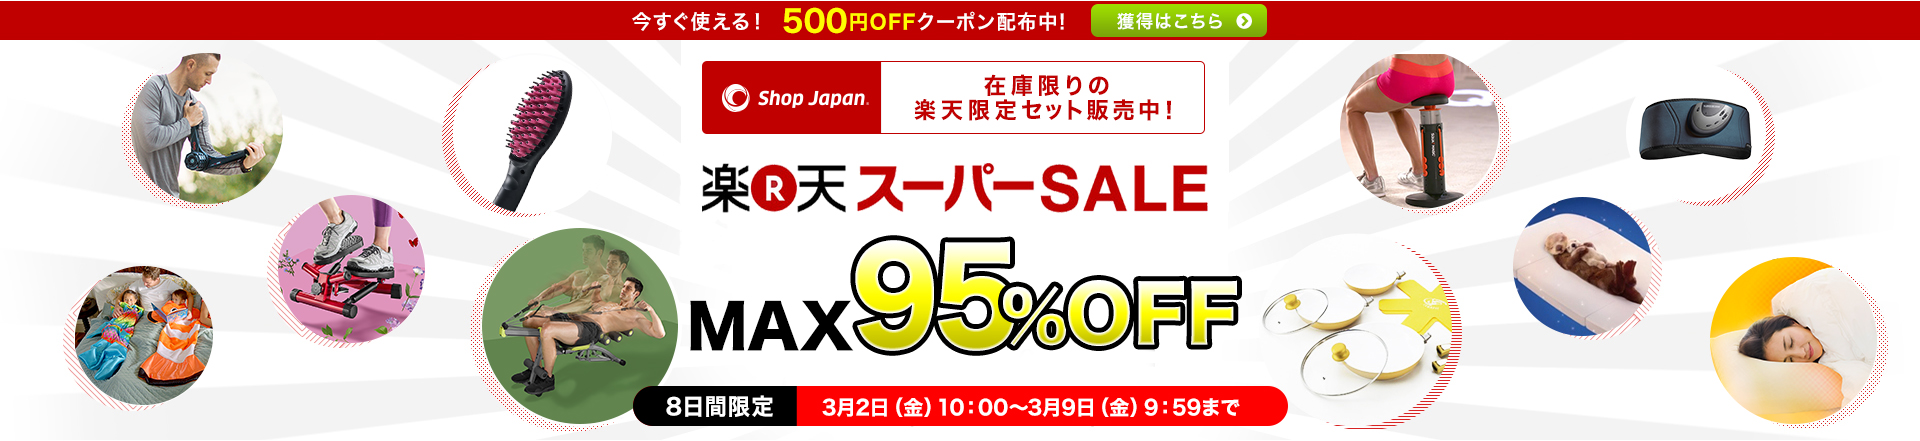 今すぐ使える！ 500円OFFクーポン配布中！ 獲得はこちら
Shop Japan.
在庫限りの
楽天限定セット販売中！
楽R天 スーパーSALE
MAX95%OFF
8日間限定 3月2日（金）10：00〜3月9日（金）9：59まで